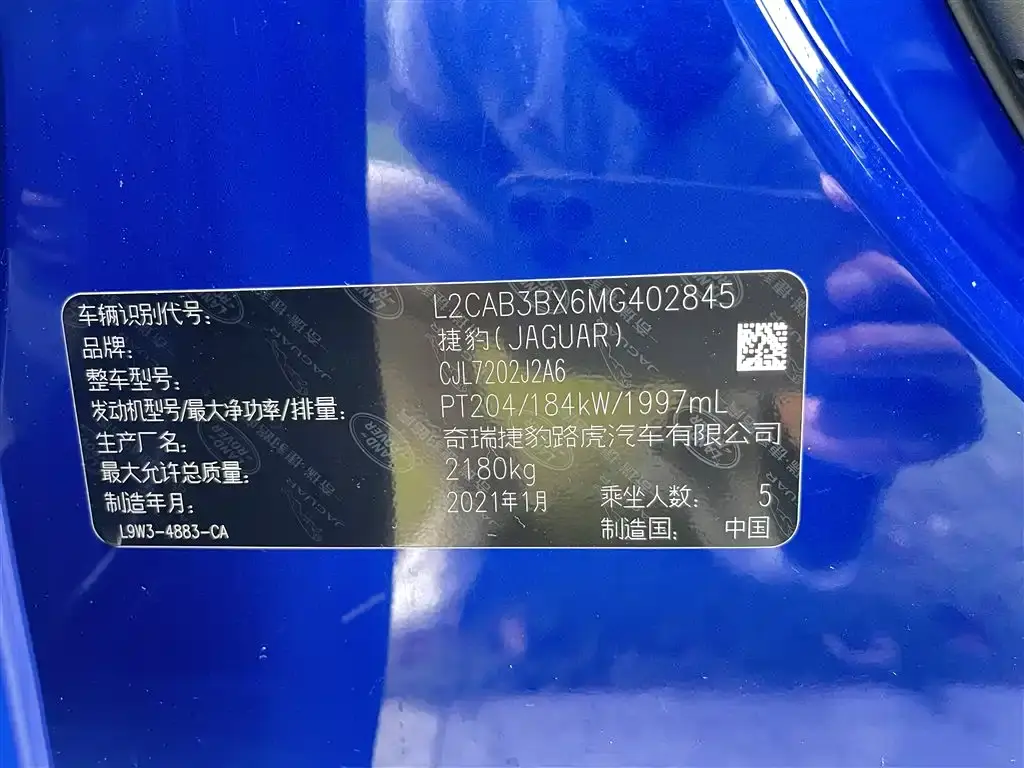 车辆识别代号: L2CAB3BX6MG402845
品牌: 捷豹(JAGUAR)
整车型号: CJL7202J2A6
发动机型号/最大净功率/排量: PT204/184kW/1997mL
生产厂名: 奇瑞捷豹路虎汽车有限公司
最大允许总质量: 2180kg
制造年月: 2021年1月 乘坐人数: 5
L9W3-4883-CA 制造国: 中国